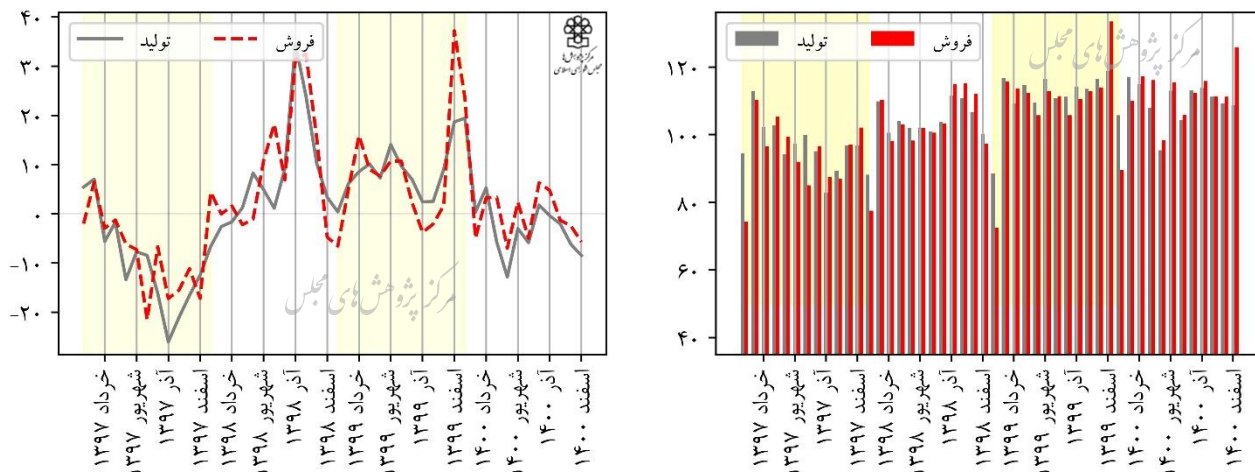 تولید
فروش
مرکز پژوهش‌ها
مجلس شورای اسلامی
۴۰
۳۰
۲۰
۱۰
۰
-۱۰
-۲۰
مرکز پژوهش‌های مجلس
خرداد ۱۳۹۷
شهریور ۱۳۹۷
آذر ۱۳۹۷
اسفند ۱۳۹۷
خرداد ۱۳۹۸
شهریور ۱۳۹۸
آذر ۱۳۹۸
اسفند ۱۳۹۸
خرداد ۱۳۹۹
شهریور ۱۳۹۹
آذر ۱۳۹۹
اسفند ۱۳۹۹
خرداد ۱۴۰۰
شهریور ۱۴۰۰
آذر ۱۴۰۰
اسفند ۱۴۰۰
تولید
فروش
مرکز پژوهش‌های مجلس
۱۲۰
۱۰۰
۸۰
۶۰
۴۰
خرداد ۱۳۹۷
شهریور ۱۳۹۷
آذر ۱۳۹۷
اسفند ۱۳۹۷
خرداد ۱۳۹۸
شهریور ۱۳۹۸
آذر ۱۳۹۸
اسفند ۱۳۹۸
خرداد ۱۳۹۹
شهریور ۱۳۹۹
آذر ۱۳۹۹
اسفند ۱۳۹۹
خرداد ۱۴۰۰
شهریور ۱۴۰۰
آذر ۱۴۰۰
اسفند ۱۴۰۰